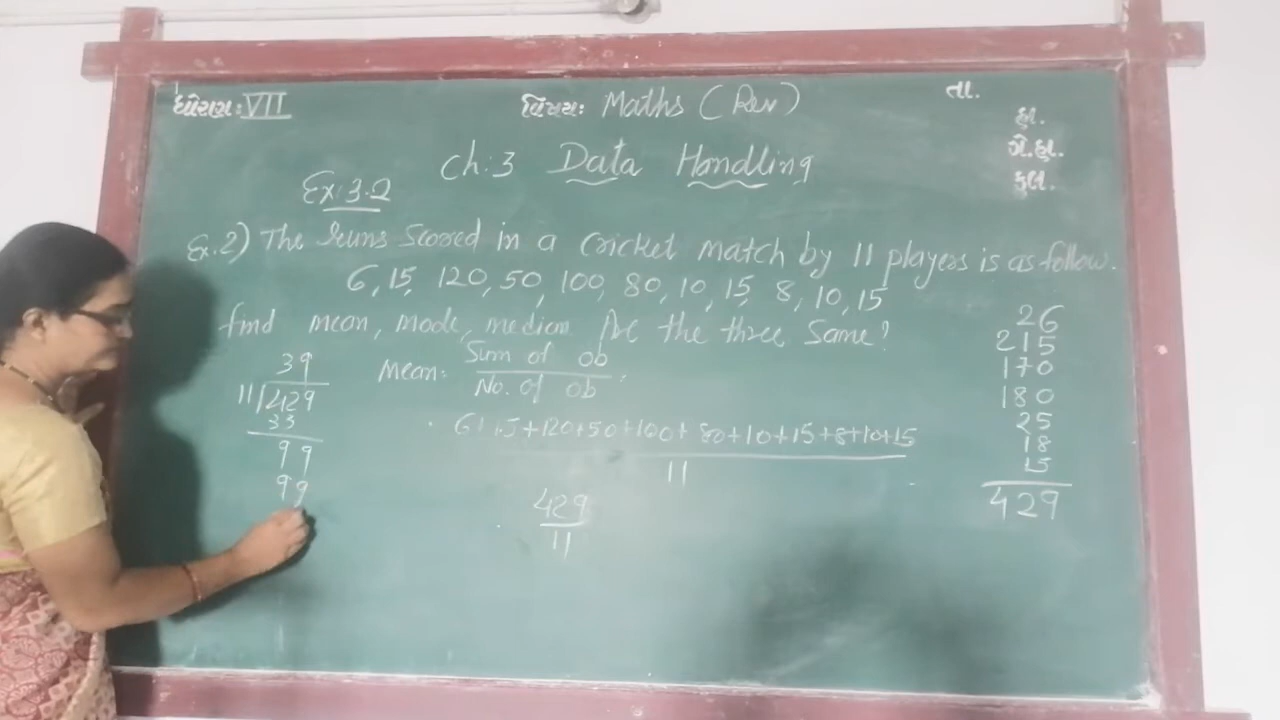 ધોરણઃ VII
વિષયઃ Maths (Rev)
તા.
હા.
ગે.હા.
કુલ.
Ch:3 Data Handling
Ex:3.2
Ex.2) The Runs Scored in a cricket match by 11 players is as follow.
6, 15, 120, 50, 100, 80, 10, 15, 8, 10, 15
find mean, mode, median Are the three Same?
mean: Sum of ob
No. of ob
6+15+120+50+100+80+10+15+8+10+15
11
429
11
39
11)429
33
99
99
26
215
170
180
25
18
15
429